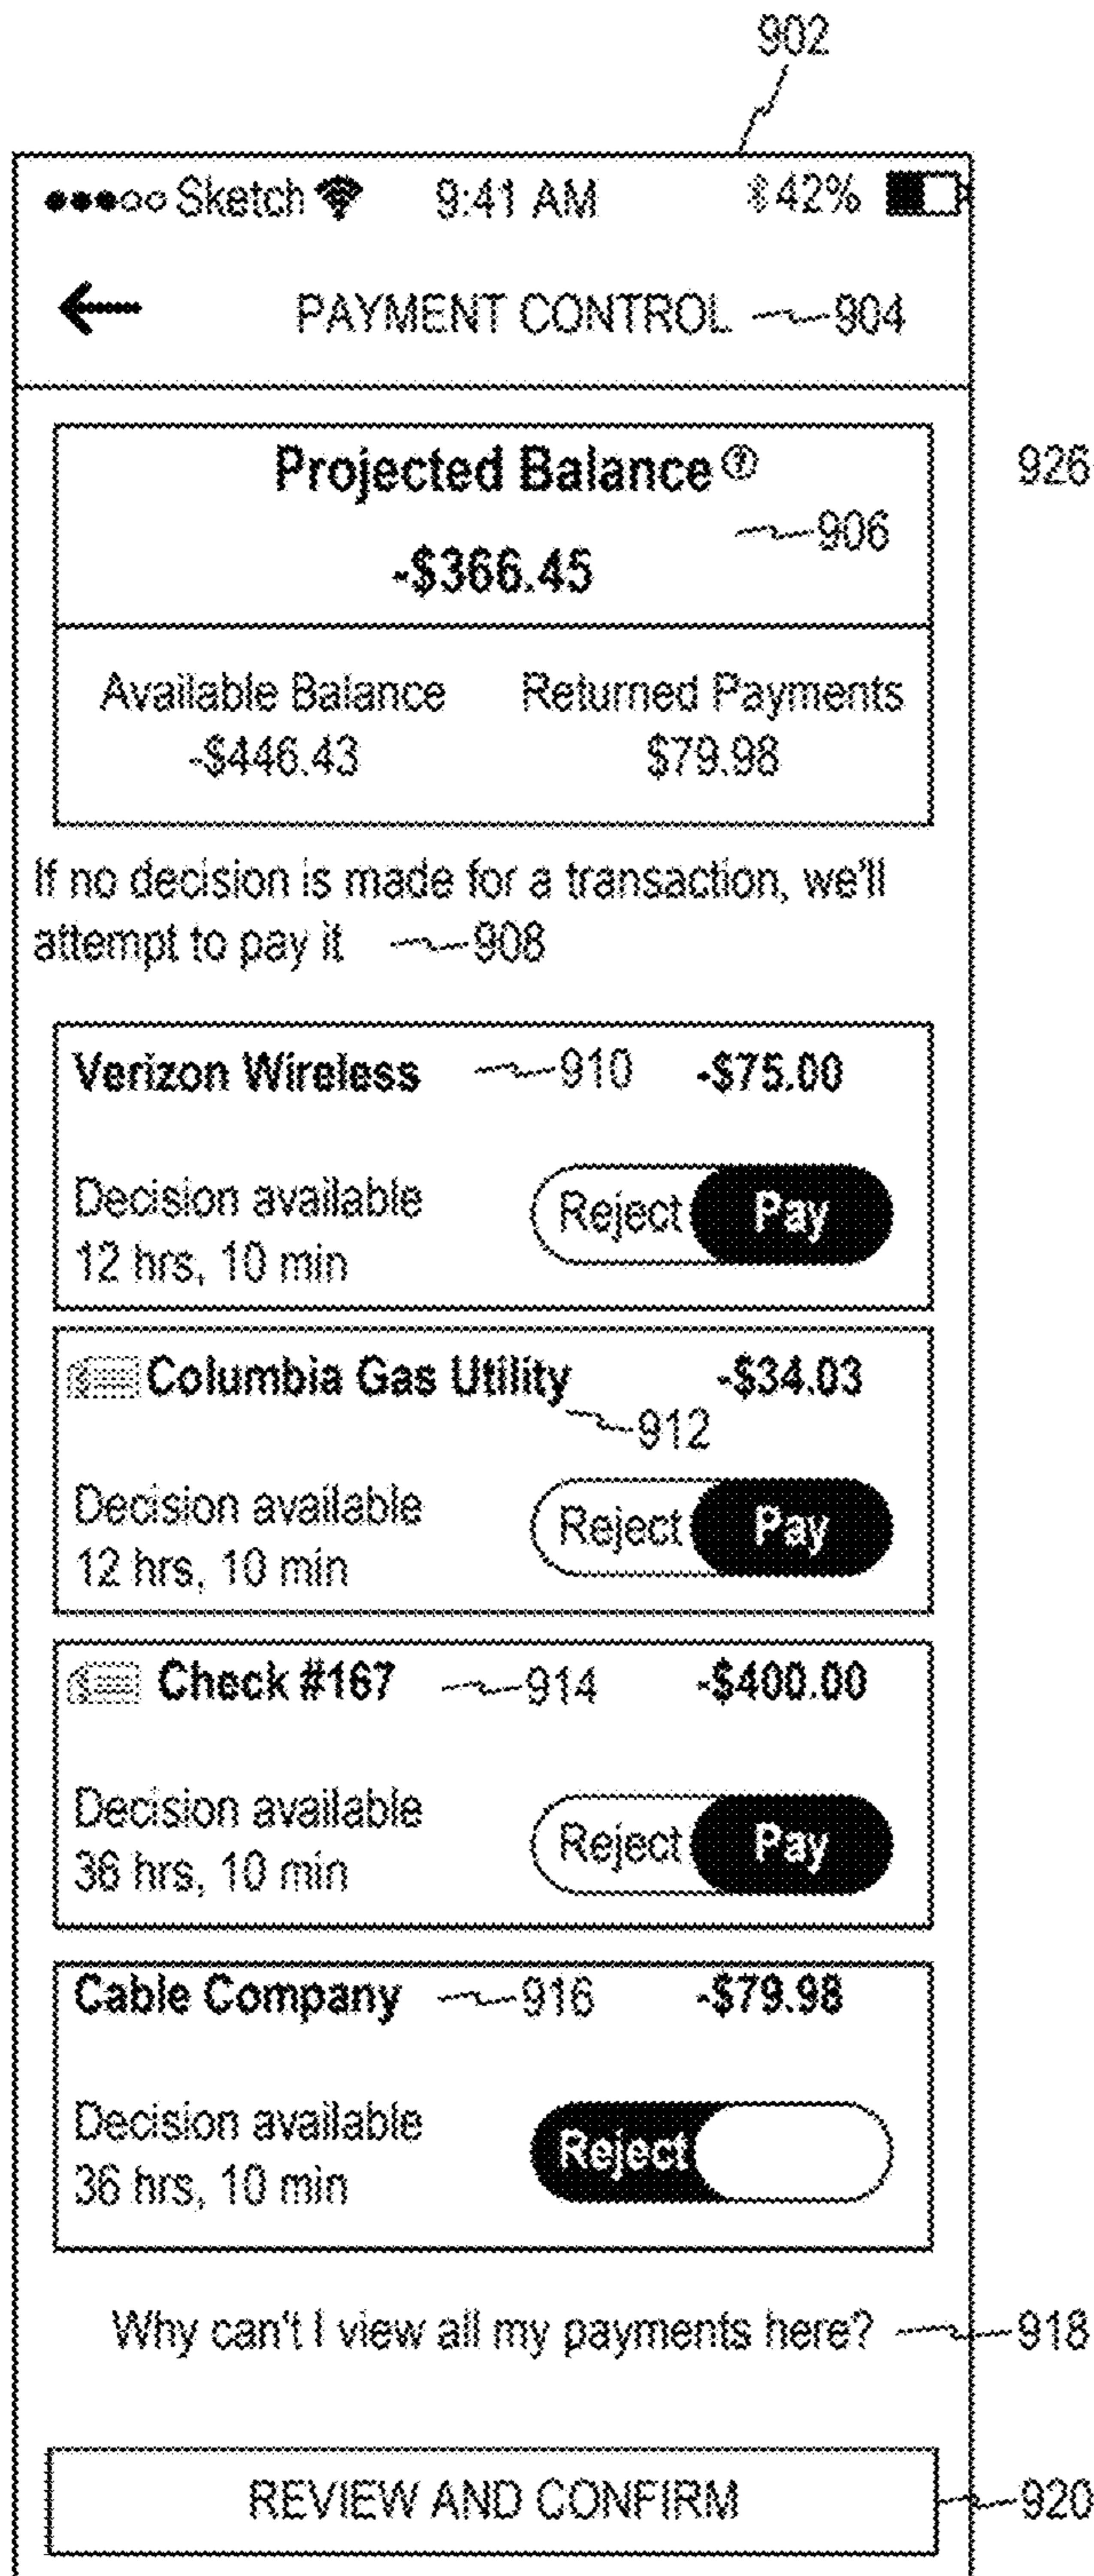 902
Sketch 9:41 AM 42%
PAYMENT CONTROL 904
Projected Balance ?
926
906
-$366.45
Available Balance Returned Payments
-$446.43 $79.98
If no decision is made for a transaction, we'll
attempt to pay it 908
Verizon Wireless 910 -$75.00
Decision available
Reject Pay
12 hrs, 10 min
Columbia Gas Utility -$34.03
912
Decision available
Reject Pay
12 hrs, 10 min
Check #167 914 -$400.00
Decision available
Reject Pay
36 hrs, 10 min
Cable Company 916 -$79.98
Decision available
Reject
36 hrs, 10 min
Why can't I view all my payments here? 918
REVIEW AND CONFIRM 920